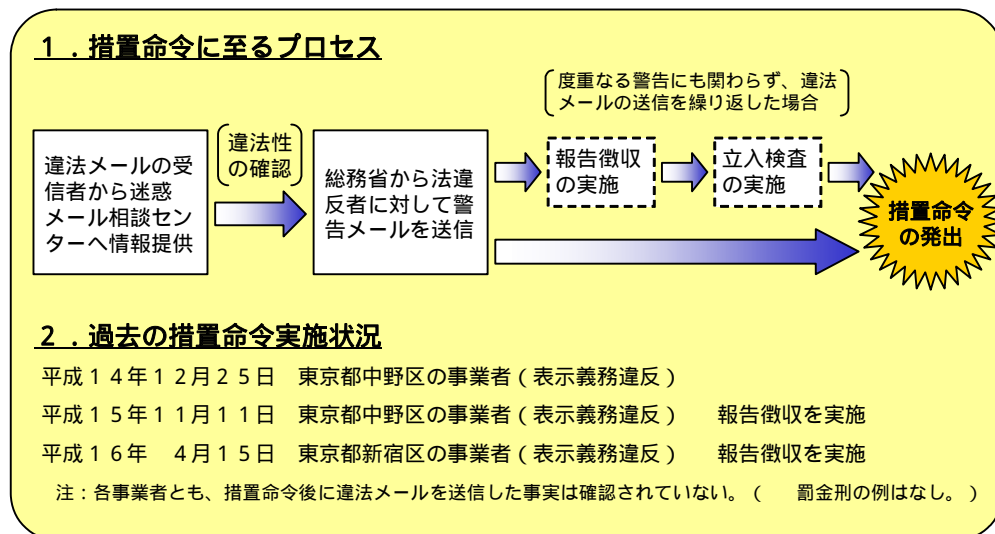 １．措置命令に至るプロセス
度重なる警告にも関わらず、違法
メールの送信を繰り返した場合
違法メールの受
信者から迷惑
メール相談セン
ターへ情報提供
違法性
の確認
総務省から法違
反者に対して警
告メールを送信
報告徴収
の実施
立入検査
の実施
措置命令
の発出
２．過去の措置命令実施状況
平成１４年１２月２５日　東京都中野区の事業者（表示義務違反）
平成１５年１１月１１日　東京都中野区の事業者（表示義務違反）　　報告徴収を実施
平成１６年　４月１５日　東京都新宿区の事業者（表示義務違反）　　報告徴収を実施
注：各事業者とも、措置命令後に違法メールを送信した事実は確認されていない。（　　罰金刑の例はなし。）